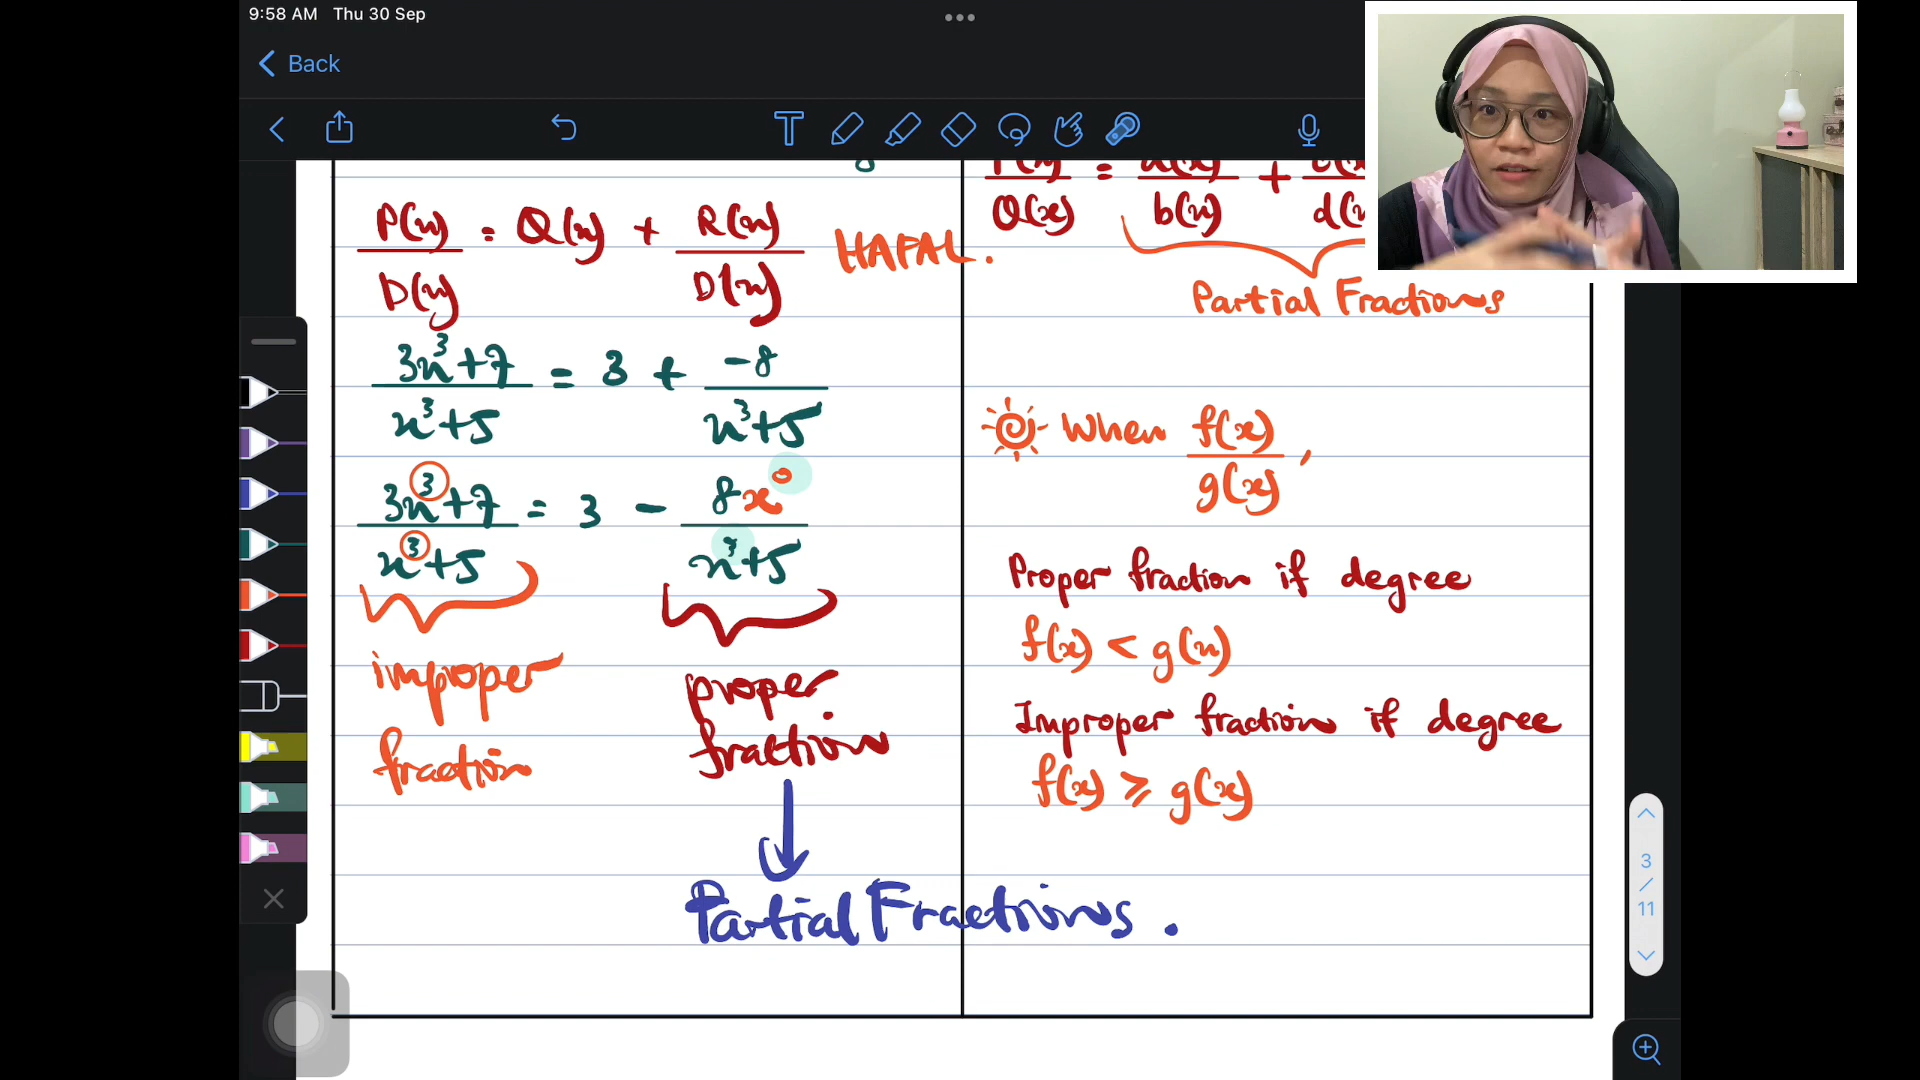 9:58 AM Thu 30 Sep
Back
P(x)/D(x) = Q(x) + R(x)/D(x) HAFAL.
3x³+7/x³+5 = 3 + -8/x³+5
3x³+7/x³+5 = 3 - 8x⁰/x³+5
improper
fraction
proper
fraction
Partial Fractions.
= +
Q(x) b(x)
Partial Fractions
When f(x)/g(x),
Proper fraction if degree
f(x) < g(x)
Improper fraction if degree
f(x) ⩾ g(x)
3
/
11